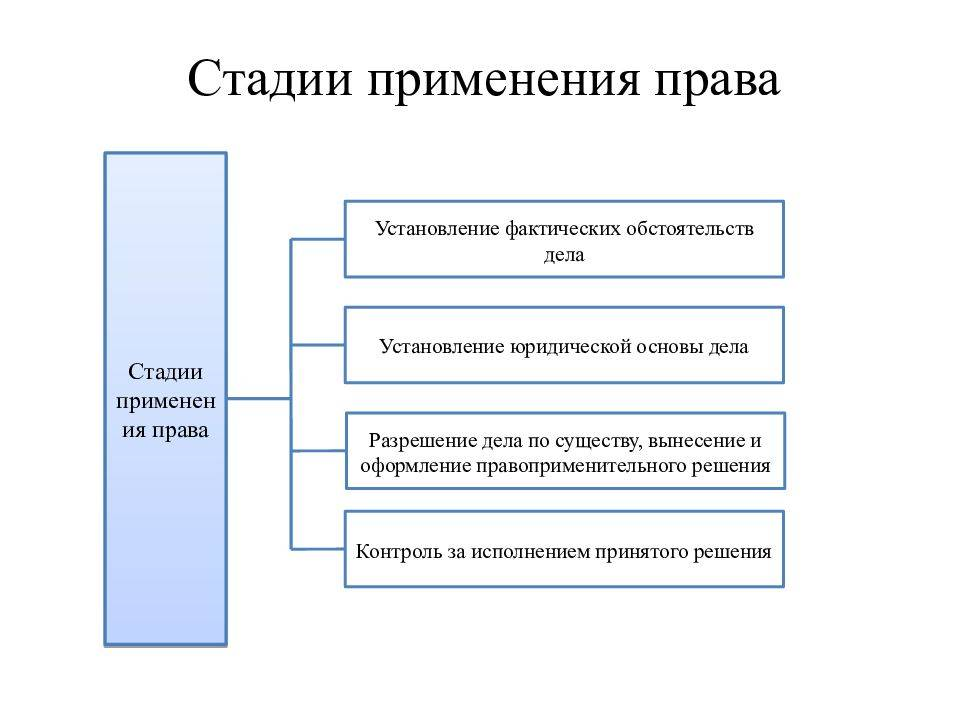 Стадии применения права
Стадии
применен
ия права
Установление фактических обстоятельств
дела
Установление юридической основы дела
Разрешение дела по существу, вынесение и
оформление правоприменительного решения
Контроль за исполнением принятого решения